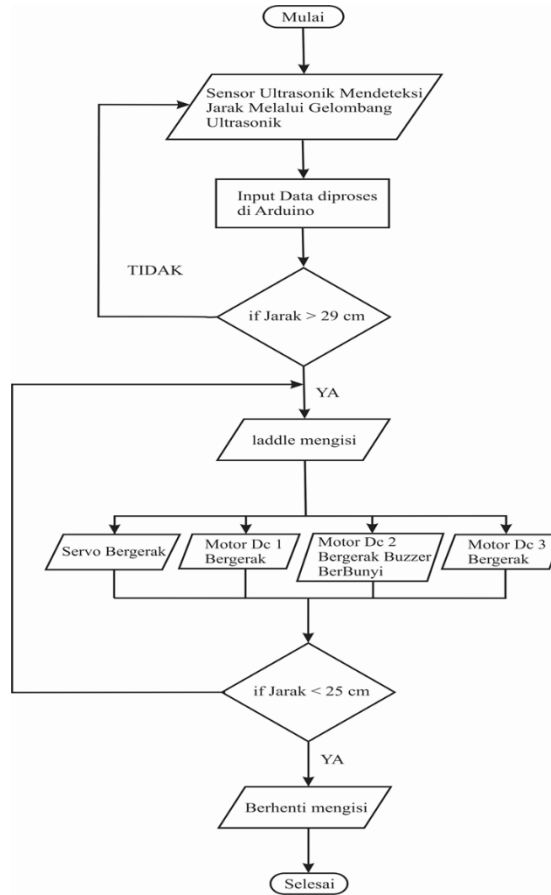 Mulai
Sensor Ultrasonik Mendeteksi
Jarak Melalui Gelombang
Ultrasonik
Input Data diproses
di Arduino
TIDAK
if Jarak > 29 cm
YA
laddle mengisi
Servo Bergerak
Motor Dc 1
Bergerak
Motor Dc 2
Bergerak Buzzer
BerBunyi
Motor Dc 3
Bergerak
if Jarak < 25 cm
YA
Berhenti mengisi
Selesai